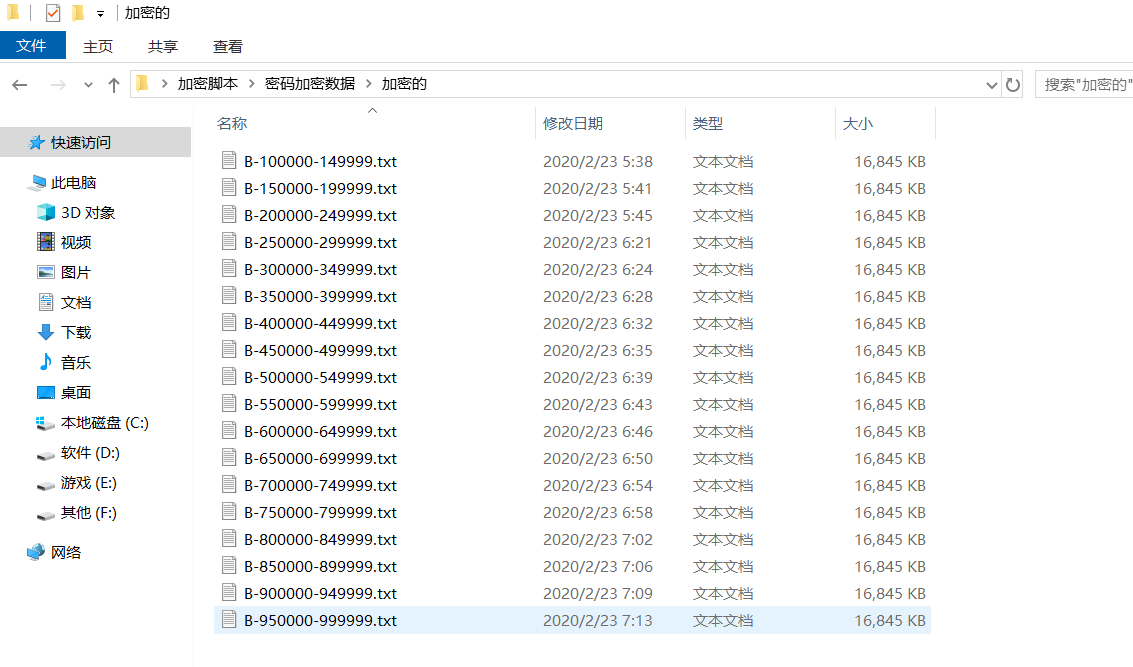 加密的
文件 主页 共享 查看
加密脚本 密码加密数据 加密的 搜索"加密的"
名称 修改日期 类型 大小
快速访问
此电脑
3D 对象
视频
图片
文档
下载
音乐
桌面
本地磁盘 (C:)
软件 (D:)
游戏 (E:)
其他 (F:)
网络
B-100000-149999.txt 2020/2/23 5:38 文本文档 16,845 KB
B-150000-199999.txt 2020/2/23 5:41 文本文档 16,845 KB
B-200000-249999.txt 2020/2/23 5:45 文本文档 16,845 KB
B-250000-299999.txt 2020/2/23 6:21 文本文档 16,845 KB
B-300000-349999.txt 2020/2/23 6:24 文本文档 16,845 KB
B-350000-399999.txt 2020/2/23 6:28 文本文档 16,845 KB
B-400000-449999.txt 2020/2/23 6:32 文本文档 16,845 KB
B-450000-499999.txt 2020/2/23 6:35 文本文档 16,845 KB
B-500000-549999.txt 2020/2/23 6:39 文本文档 16,845 KB
B-550000-599999.txt 2020/2/23 6:43 文本文档 16,845 KB
B-600000-649999.txt 2020/2/23 6:46 文本文档 16,845 KB
B-650000-699999.txt 2020/2/23 6:50 文本文档 16,845 KB
B-700000-749999.txt 2020/2/23 6:54 文本文档 16,845 KB
B-750000-799999.txt 2020/2/23 6:58 文本文档 16,845 KB
B-800000-849999.txt 2020/2/23 7:02 文本文档 16,845 KB
B-850000-899999.txt 2020/2/23 7:06 文本文档 16,845 KB
B-900000-949999.txt 2020/2/23 7:09 文本文档 16,845 KB
B-950000-999999.txt 2020/2/23 7:13 文本文档 16,845 KB